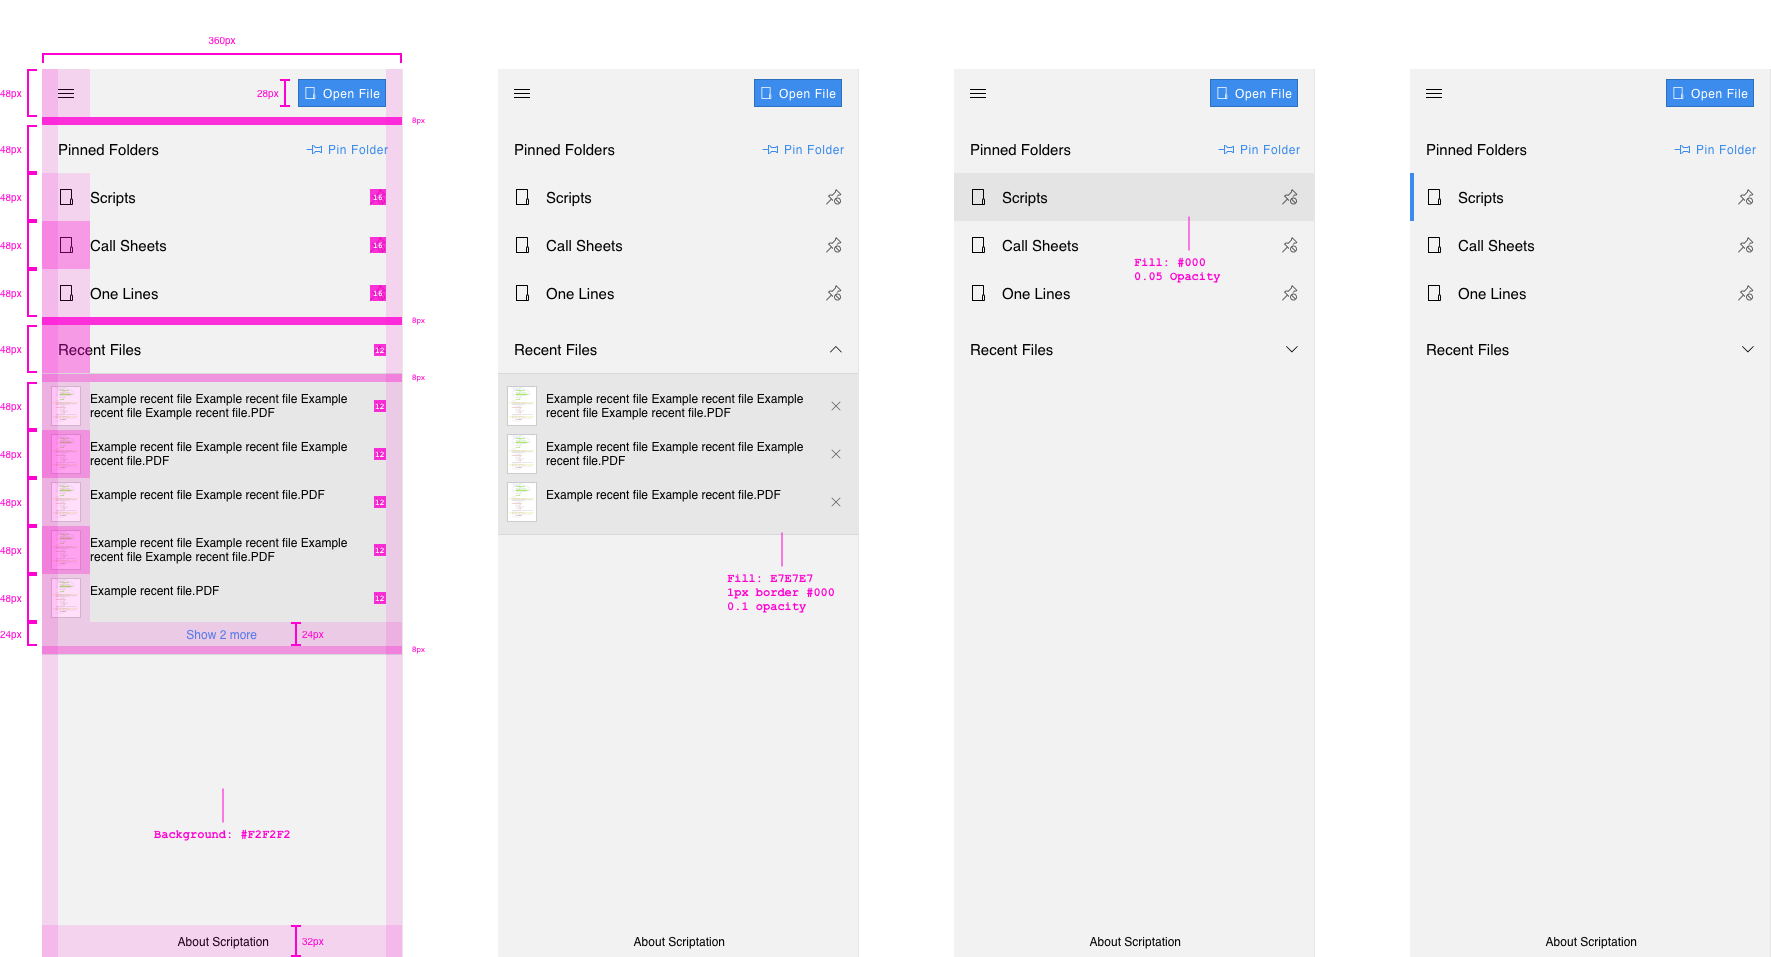 360px
48px
28px
Open File
8px
48px
Pinned Folders
Pin Folder
48px
Scripts
16
48px
Call Sheets
16
48px
One Lines
16
8px
48px
Recent Files
12
8px
48px
Example recent file Example recent file Example
recent file Example recent file.PDF
12
48px
Example recent file Example recent file Example
recent file.PDF
12
48px
Example recent file Example recent file.PDF
12
48px
Example recent file Example recent file Example
recent file Example recent file.PDF
12
48px
Example recent file.PDF
12
24px
Show 2 more
24px
8px
Background: #F2F2F2
About Scriptation
32px
Open File
Pinned Folders
Pin Folder
Scripts
Call Sheets
One Lines
Recent Files
Example recent file Example recent file Example
recent file Example recent file.PDF
Example recent file Example recent file Example
recent file.PDF
Example recent file Example recent file.PDF
Fill: E7E7E7
1px border #000
0.1 opacity
About Scriptation
Open File
Pinned Folders
Pin Folder
Scripts
Call Sheets
Fill: #000
0.05 Opacity
One Lines
Recent Files
About Scriptation
Open File
Pinned Folders
Pin Folder
Scripts
Call Sheets
One Lines
Recent Files
About Scriptation